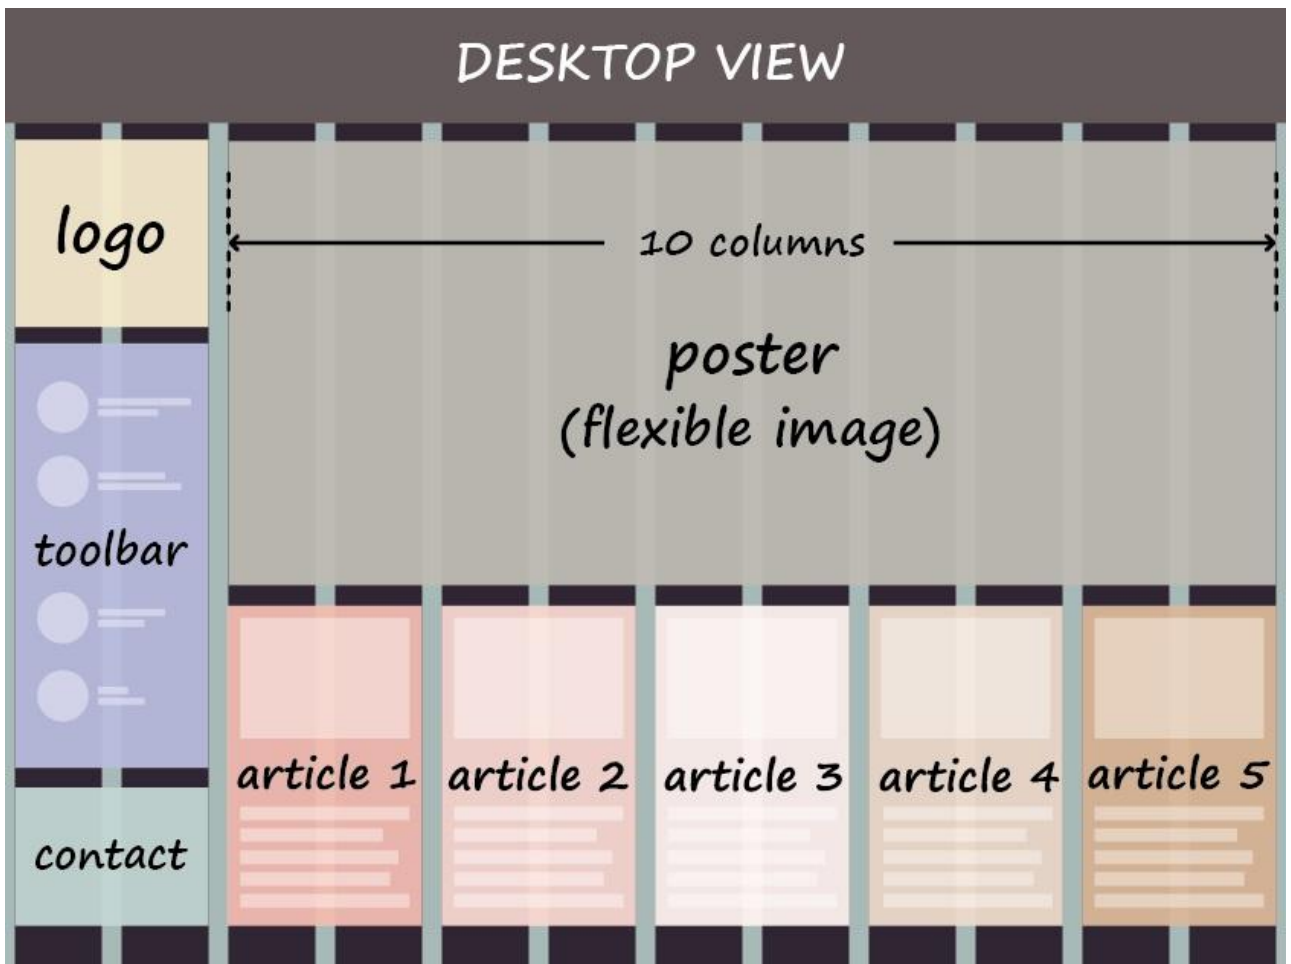 DESKTOP VIEW
logo
10 columns
poster
(flexible image)
toolbar
article 1
article 2
article 3
article 4
article 5
contact